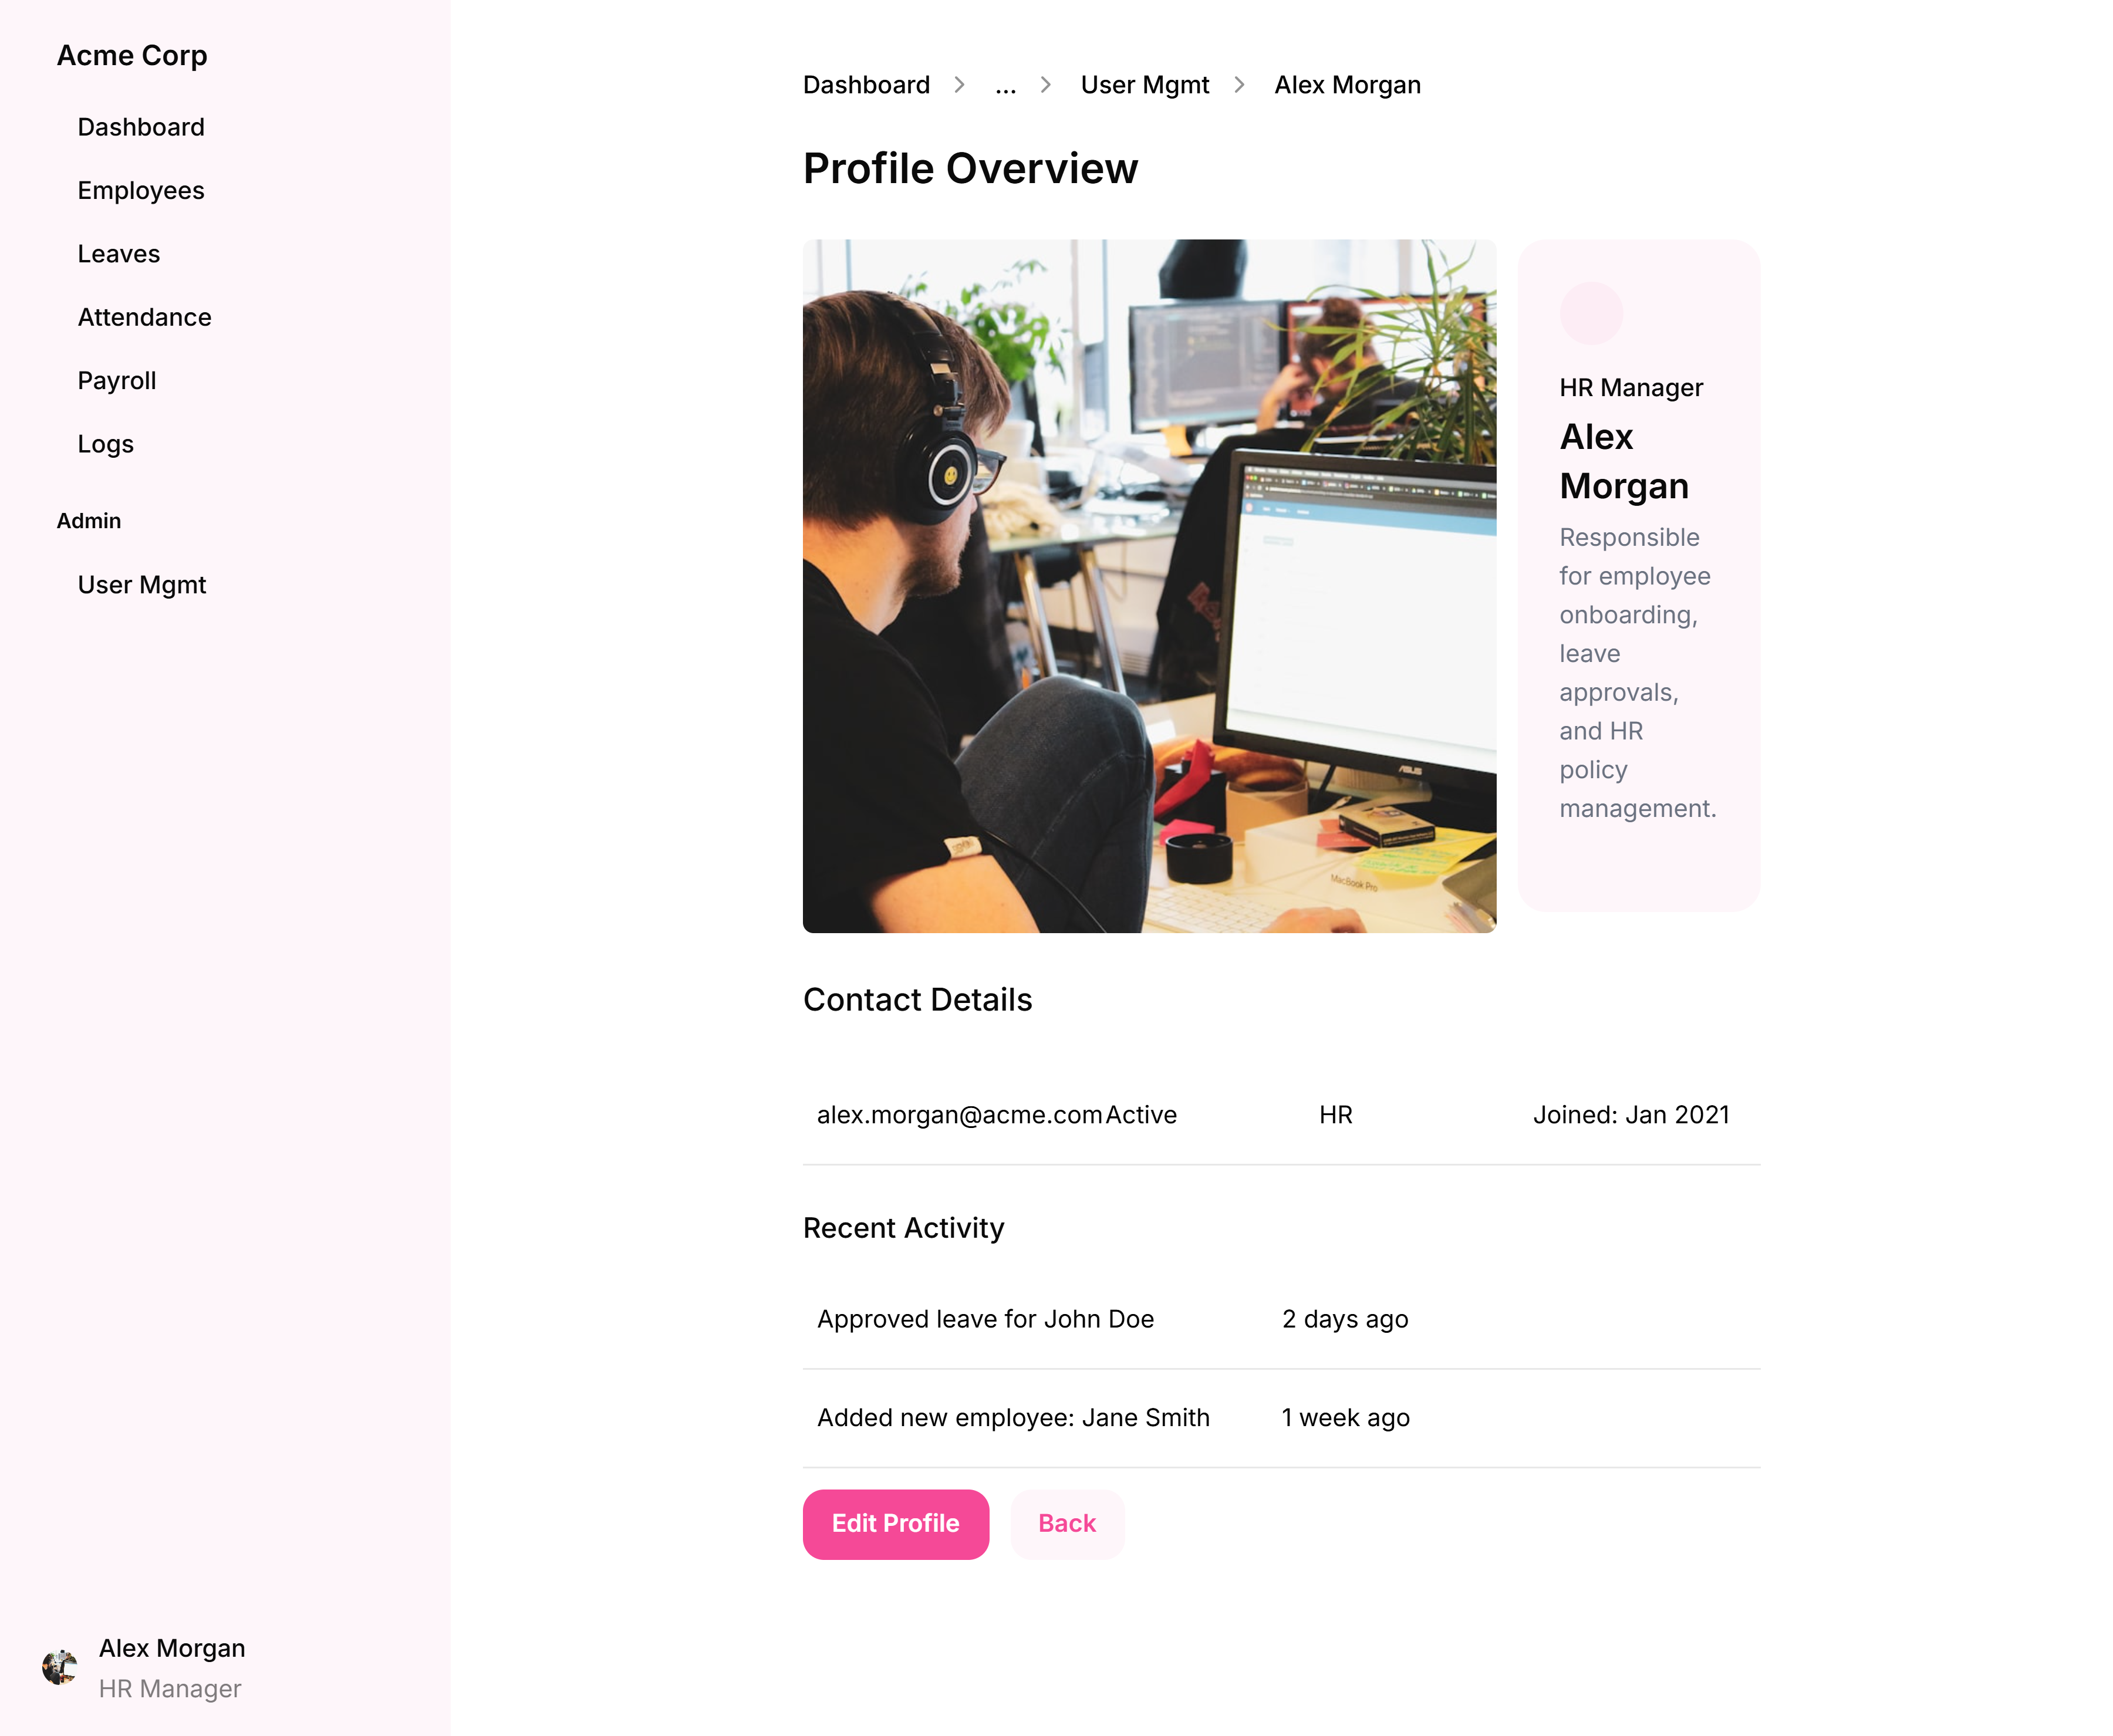 Acme Corp
Dashboard
Employees
Leaves
Attendance
Payroll
Logs
Admin
User Mgmt
Alex Morgan
HR Manager
Dashboard > ... > User Mgmt > Alex Morgan
Profile Overview
ASUS
MacBook Pro
HR Manager
Alex
Morgan
Responsible
for employee
onboarding,
leave
approvals,
and HR
policy
management.
Contact Details
alex.morgan@acme.com Active HR Joined: Jan 2021
Recent Activity
Approved leave for John Doe 2 days ago
Added new employee: Jane Smith 1 week ago
Edit Profile Back